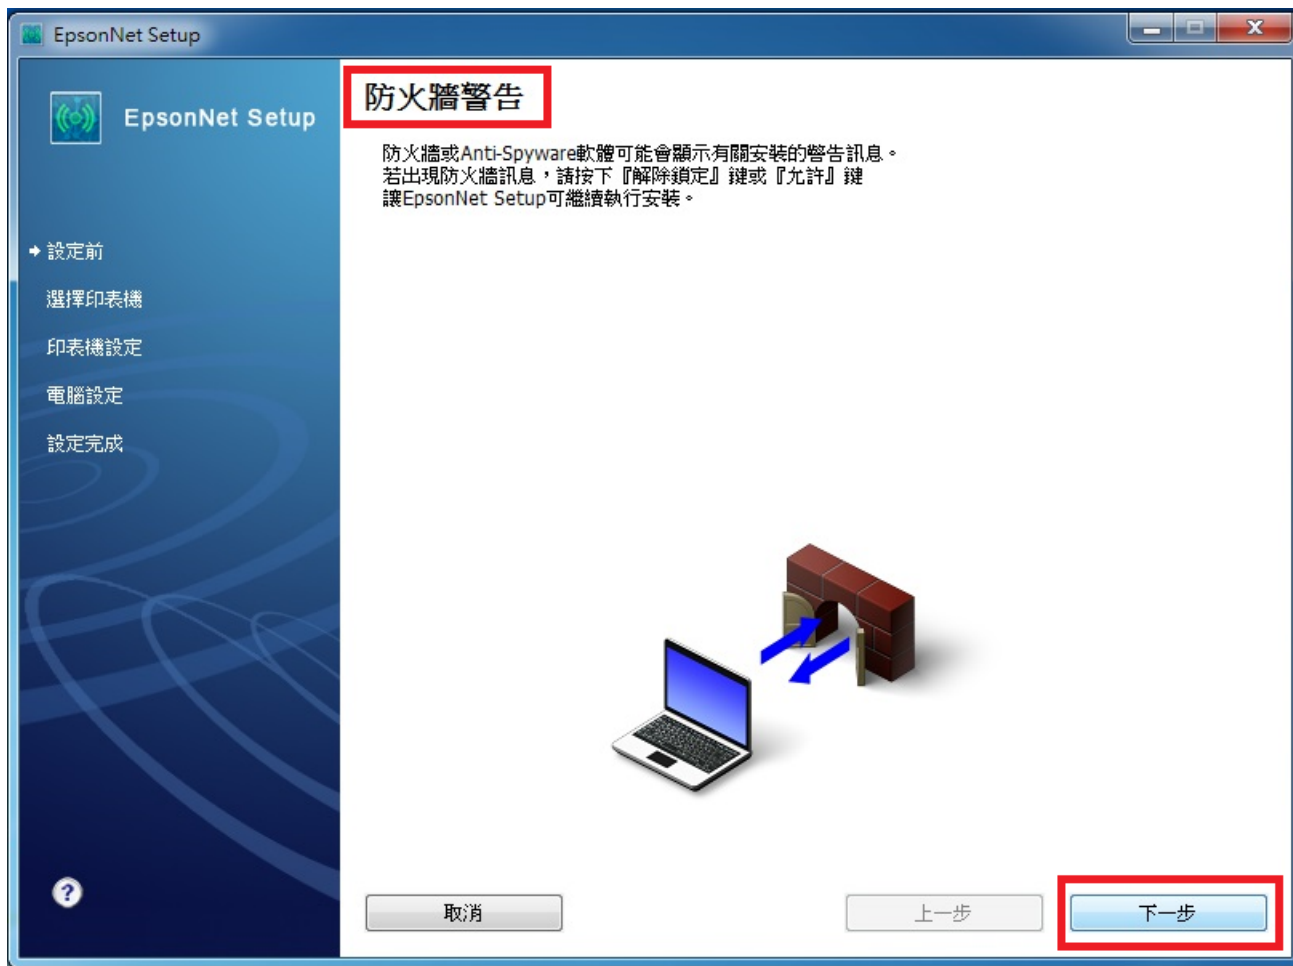 EpsonNet Setup
EpsonNet Setup
防火牆警告
防火牆或Anti-Spyware軟體可能會顯示有關安裝的警告訊息。
若出現防火牆訊息，請按下『解除鎖定』鍵或『允許』鍵
讓EpsonNet Setup可繼續執行安裝。
設定前
選擇印表機
印表機設定
電腦設定
設定完成
取消
上一步
下一步